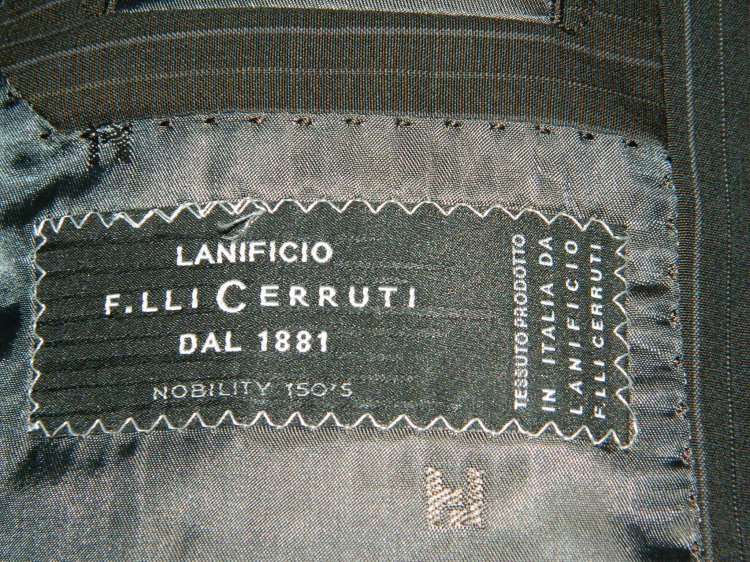 LANIFICIO
F.LLI CERRUTI
DAL 1881
NOBILITY 150'S
TESSUTO PRODOTTO
IN ITALIA DA
LANIFICIO
F.LLI CERRUTI